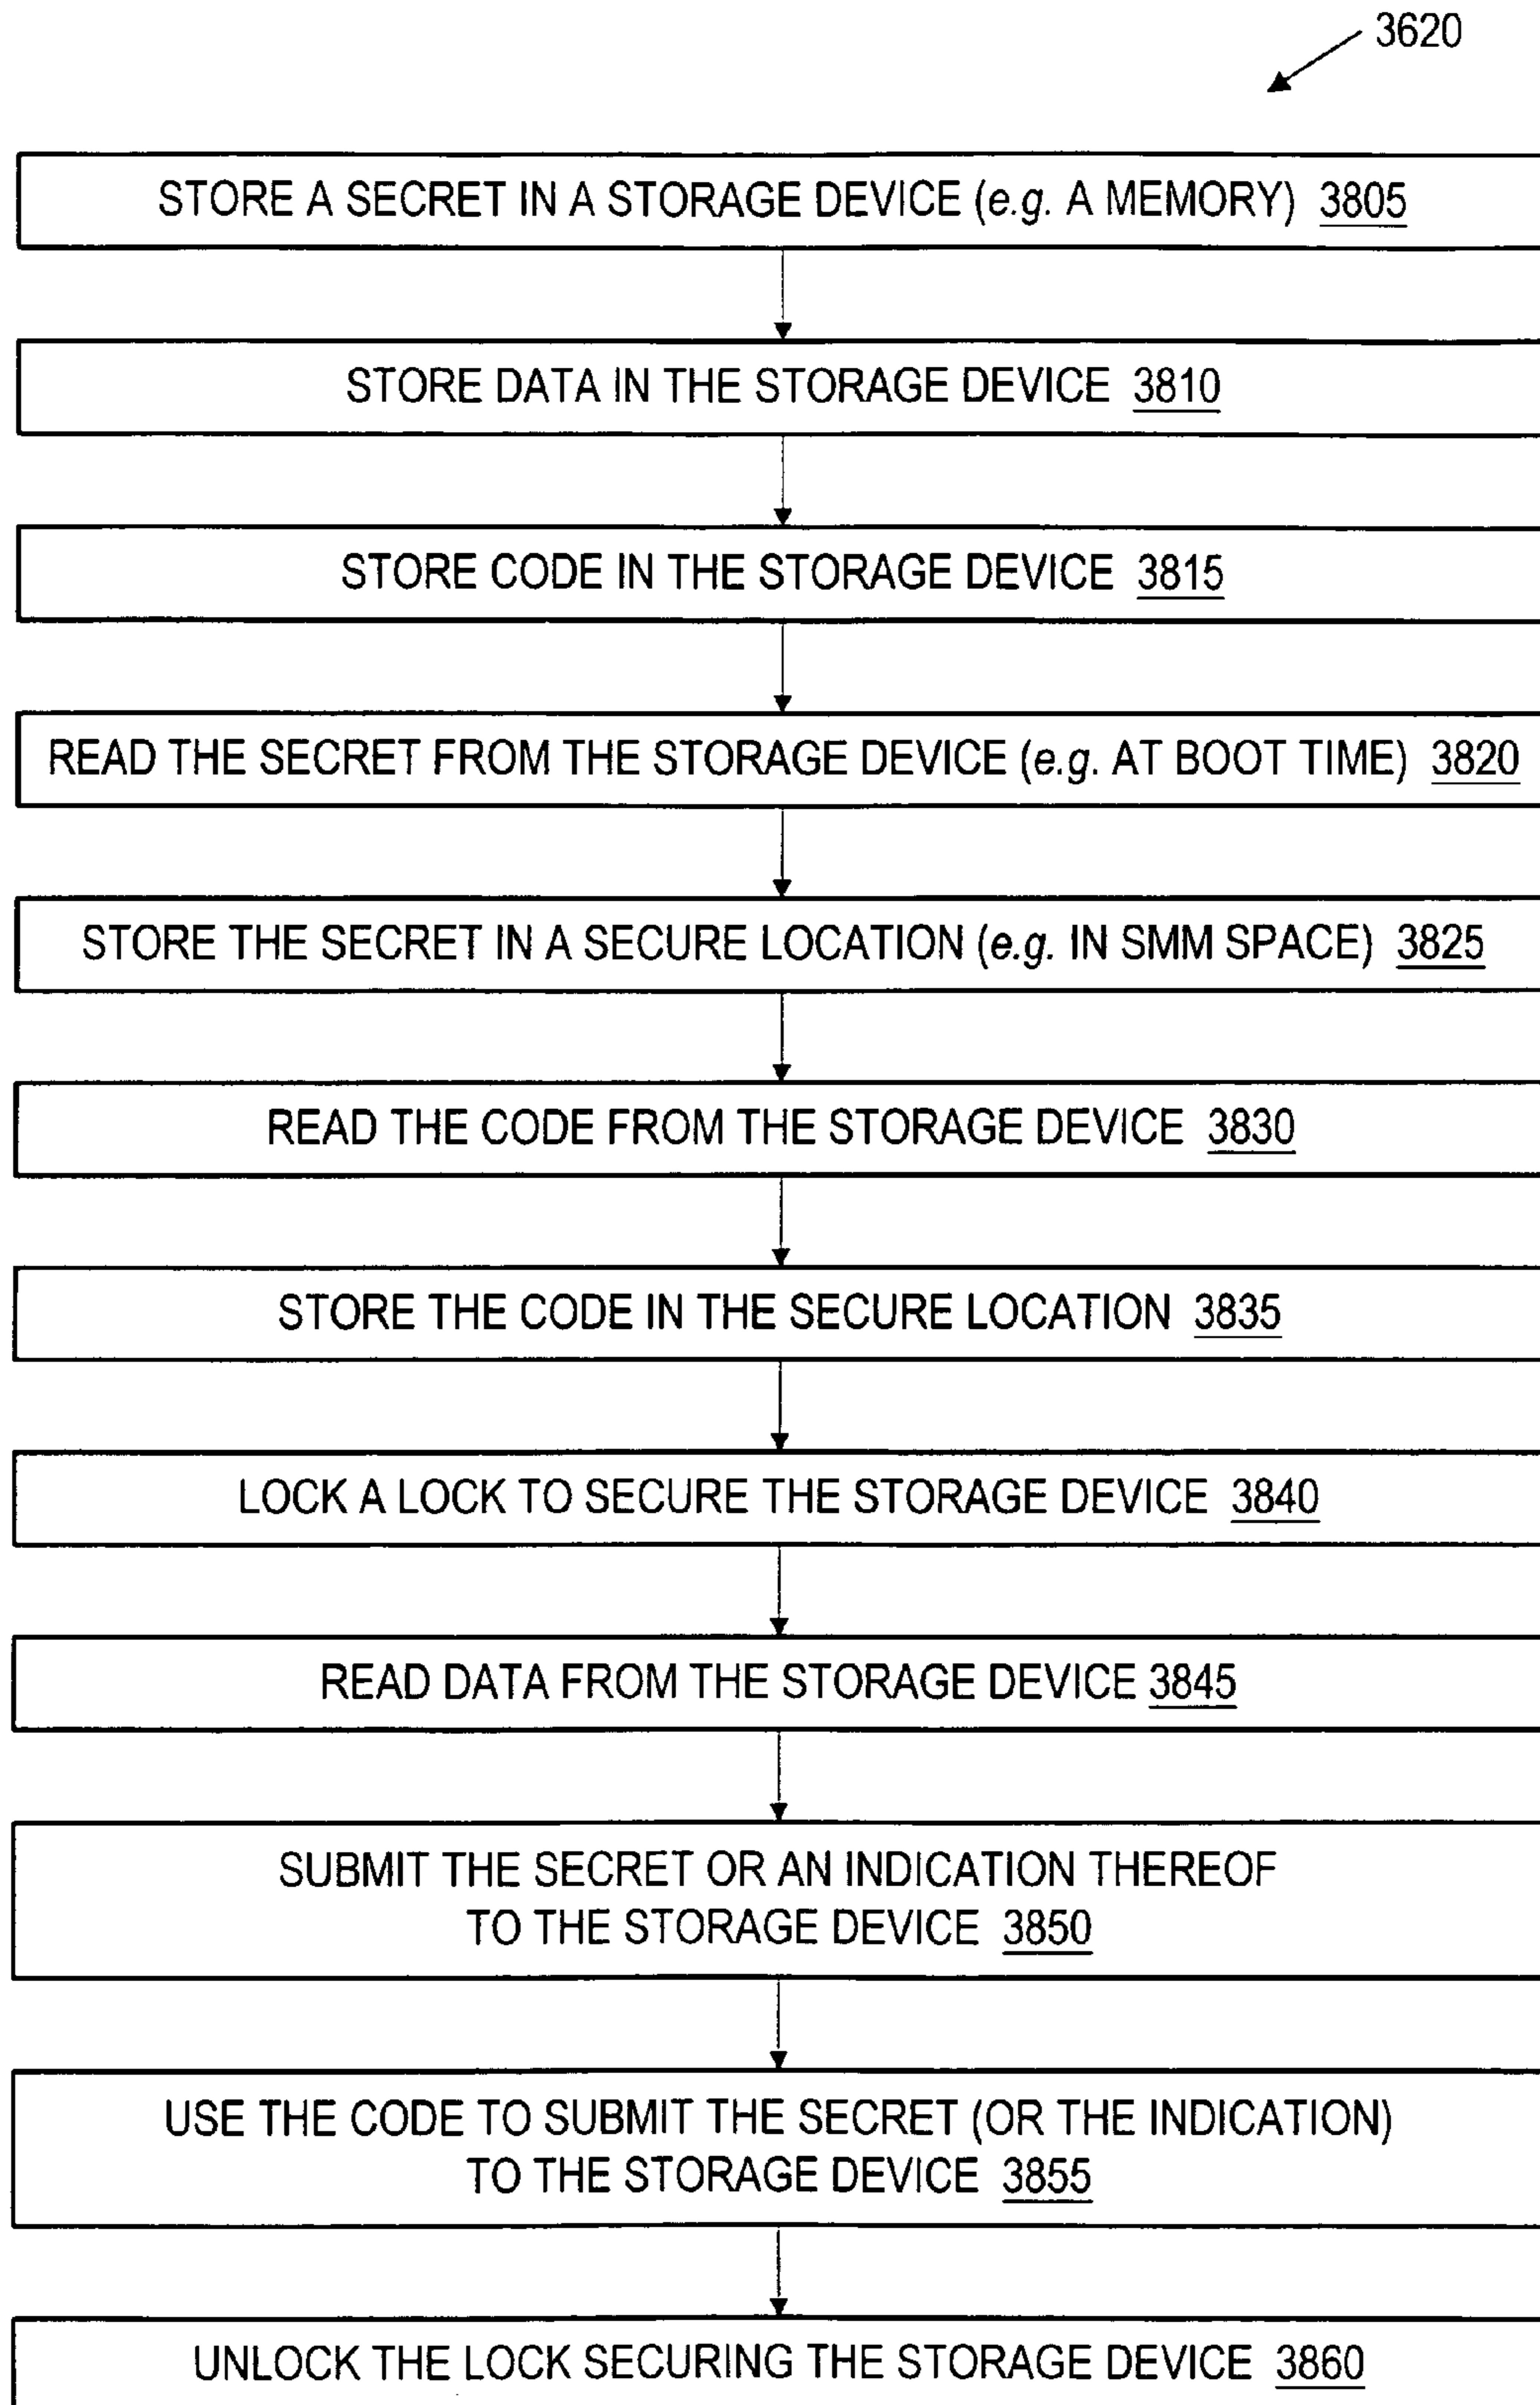 3620
STORE A SECRET IN A STORAGE DEVICE (e.g. A MEMORY) 3805
STORE DATA IN THE STORAGE DEVICE 3810
STORE CODE IN THE STORAGE DEVICE 3815
READ THE SECRET FROM THE STORAGE DEVICE (e.g. AT BOOT TIME) 3820
STORE THE SECRET IN A SECURE LOCATION (e.g. IN SMM SPACE) 3825
READ THE CODE FROM THE STORAGE DEVICE 3830
STORE THE CODE IN THE SECURE LOCATION 3835
LOCK A LOCK TO SECURE THE STORAGE DEVICE 3840
READ DATA FROM THE STORAGE DEVICE 3845
SUBMIT THE SECRET OR AN INDICATION THEREOF
TO THE STORAGE DEVICE 3850
USE THE CODE TO SUBMIT THE SECRET (OR THE INDICATION)
TO THE STORAGE DEVICE 3855
UNLOCK THE LOCK SECURING THE STORAGE DEVICE 3860